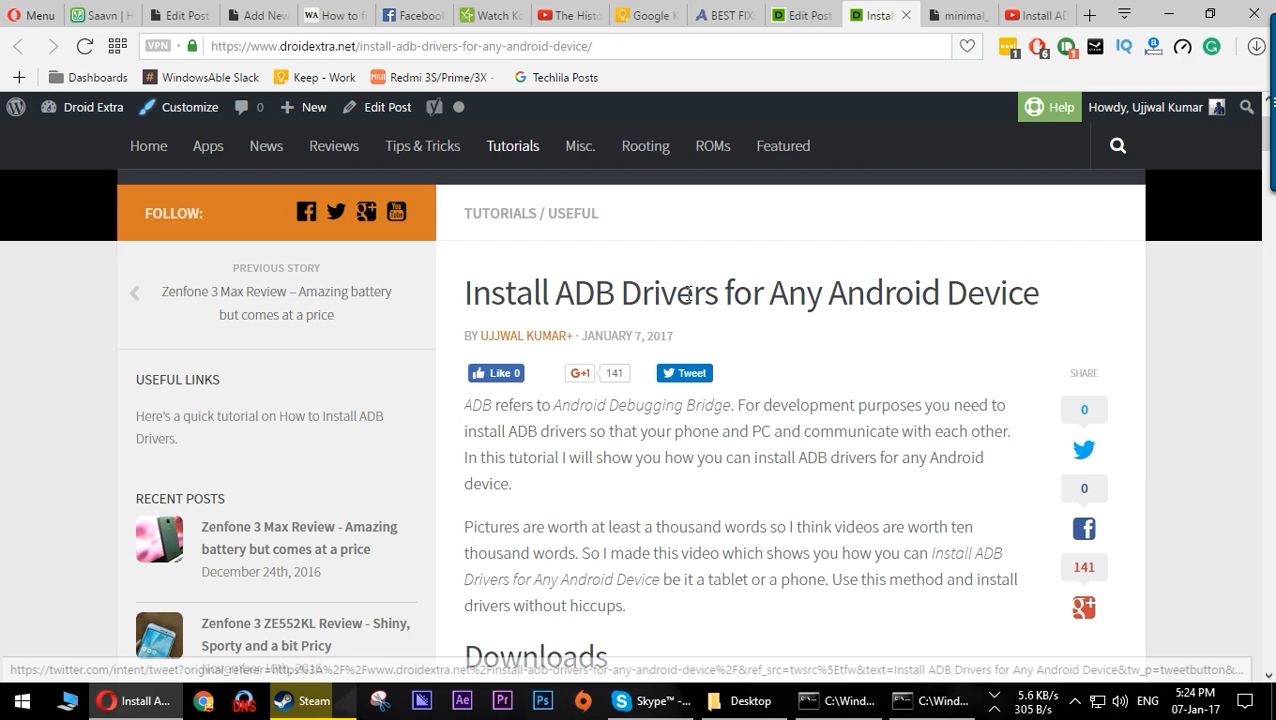 Menu
Saavn | H
Edit Post
Add New
How to f
Facebook
Watch Ko
The Histo
Google K
BEST FIX:
Edit Post
Instal
minimal_
Install AD
VPN
https://www.droidextra.net/install-adb-drivers-for-any-android-device/
Dashboards
WindowsAble Slack
Keep - Work
Redmi 3S/Prime/3X -
Techlila Posts
Droid Extra
Customize
0
New
Edit Post
Help
Howdy, Ujjwal Kumar
Home
Apps
News
Reviews
Tips & Tricks
Tutorials
Misc.
Rooting
ROMs
Featured
FOLLOW:
TUTORIALS / USEFUL
PREVIOUS STORY
Zenfone 3 Max Review – Amazing battery
but comes at a price
USEFUL LINKS
Here's a quick tutorial on How to Install ADB
Drivers.
RECENT POSTS
Zenfone 3 Max Review - Amazing
battery but comes at a price
December 24th, 2016
Zenfone 3 ZE552KL Review - Shiny,
Sporty and a bit Pricy
Install ADB Drivers for Any Android Device
BY UJJWAL KUMAR+ · JANUARY 7, 2017
Like 0
G+1
141
Tweet
ADB refers to Android Debugging Bridge. For development purposes you need to
install ADB drivers so that your phone and PC and communicate with each other.
In this tutorial I will show you how you can install ADB drivers for any Android
device.
Pictures are worth at least a thousand words so I think videos are worth ten
thousand words. So I made this video which shows you how you can Install ADB
Drivers for Any Android Device be it a tablet or a phone. Use this method and install
drivers without hiccups.
Downloads
SHARE
0
0
141
Install A...
Steam
Skype™ -...
Desktop
C:\Wind...
C:\Wind...
5.6 KB/s
305 B/s
ENG
5:24 PM
07-Jan-17